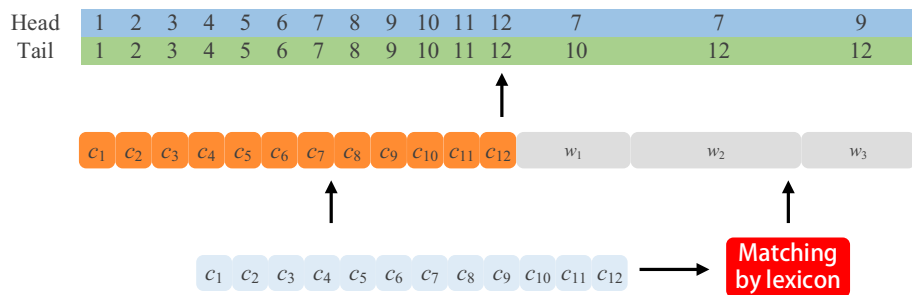 Head 1 2 3 4 5 6 7 8 9 10 11 12 7 7 9
Tail 1 2 3 4 5 6 7 8 9 10 11 12 10 12 12
c₁ c₂ c₃ c₄ c₅ c₆ c₇ c₈ c₉ c₁₀ c₁₁ c₁₂ w₁ w₂ w₃
c₁ c₂ c₃ c₄ c₅ c₆ c₇ c₈ c₉ c₁₀ c₁₁ c₁₂
Matching
by lexicon